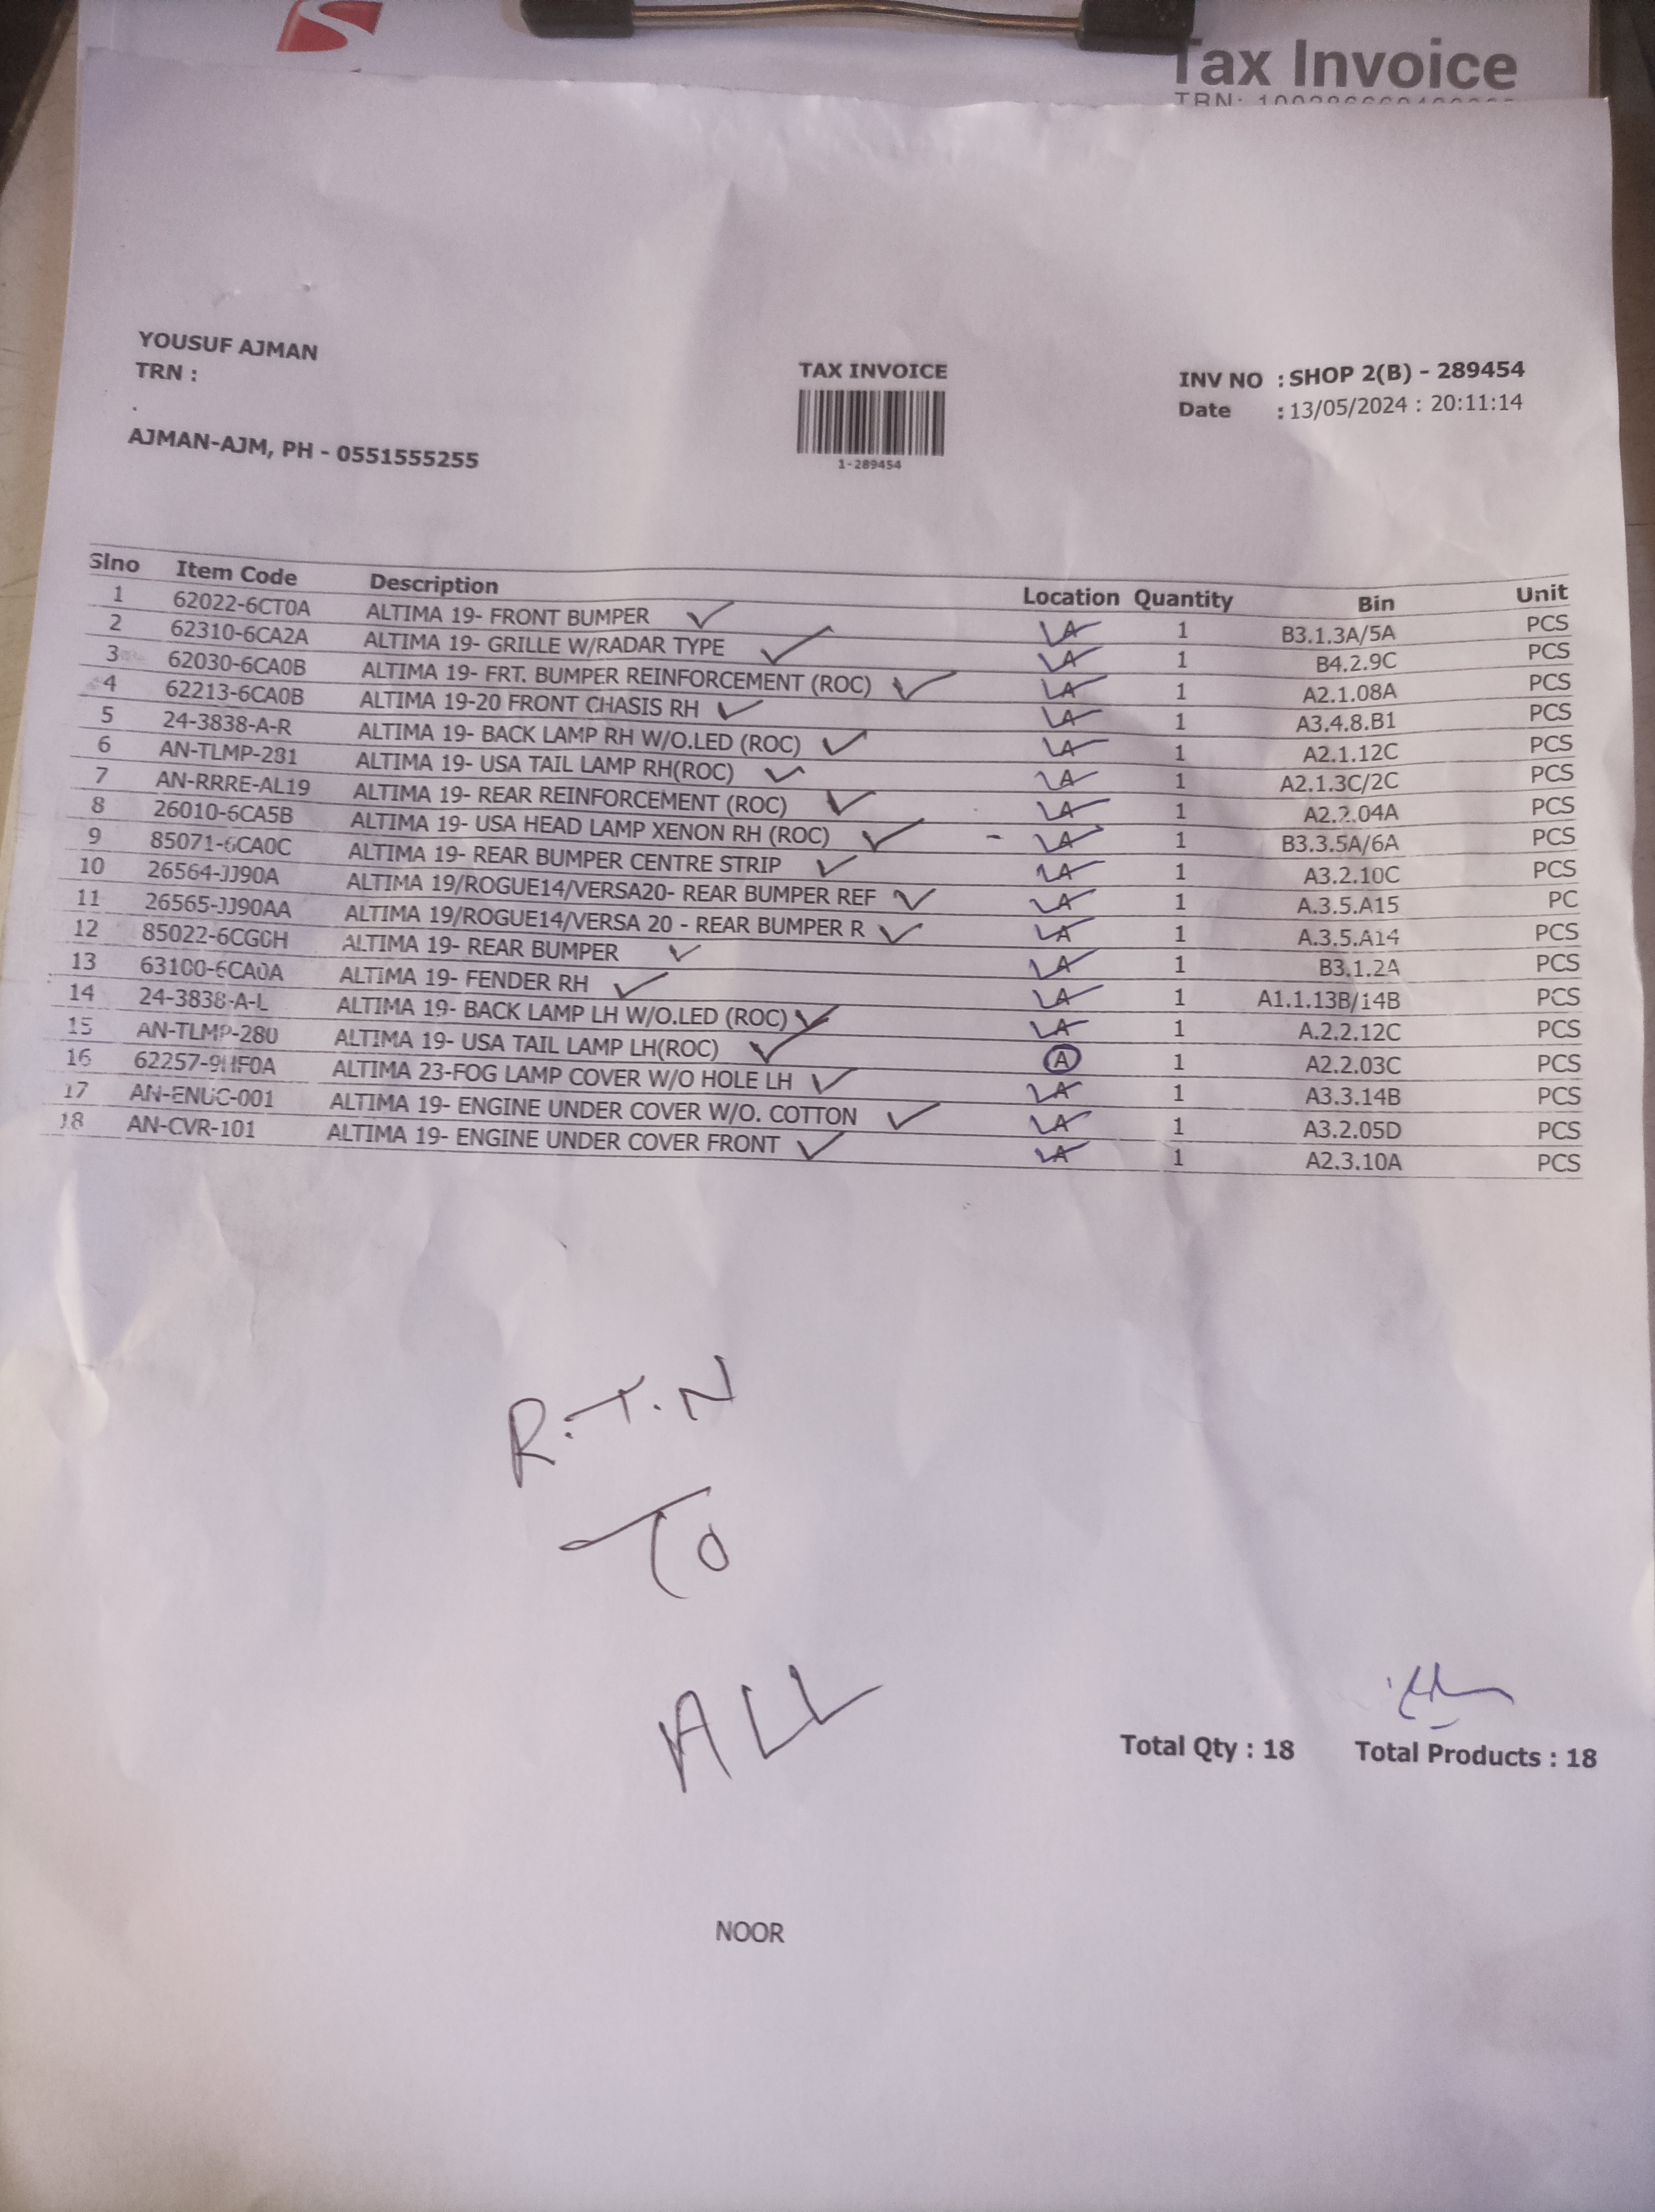 Tax Invoice
YOUSUF AJMAN
TRN :
.
AJMAN-AJM, PH - 0551555255
TAX INVOICE
1-289454
INV NO : SHOP 2(B) - 289454
Date : 13/05/2024 : 20:11:14
Slno Item Code Description Location Quantity Bin Unit
1 62022-6CT0A ALTIMA 19- FRONT BUMPER A 1 B3.1.3A/5A PCS
2 62310-6CA2A ALTIMA 19- GRILLE W/RADAR TYPE A 1 B4.2.9C PCS
3 62030-6CA0B ALTIMA 19- FRT. BUMPER REINFORCEMENT (ROC) A 1 A2.1.08A PCS
4 62213-6CA0B ALTIMA 19-20 FRONT CHASIS RH A 1 A3.4.8.B1 PCS
5 24-3838-A-R ALTIMA 19- BACK LAMP RH W/O.LED (ROC) A 1 A2.1.12C PCS
6 AN-TLMP-281 ALTIMA 19- USA TAIL LAMP RH(ROC) A 1 A2.1.3C/2C PCS
7 AN-RRRE-AL19 ALTIMA 19- REAR REINFORCEMENT (ROC) A 1 A2.2.04A PCS
8 26010-6CA5B ALTIMA 19- USA HEAD LAMP XENON RH (ROC) A 1 B3.3.5A/6A PCS
9 85071-6CA0C ALTIMA 19- REAR BUMPER CENTRE STRIP A 1 A3.2.10C PCS
10 26564-JJ90A ALTIMA 19/ROGUE14/VERSA20- REAR BUMPER REF A 1 A.3.5.A15 PC
11 26565-JJ90AA ALTIMA 19/ROGUE14/VERSA 20 - REAR BUMPER R A 1 A.3.5.A14 PCS
12 85022-6CG0H ALTIMA 19- REAR BUMPER A 1 B3.1.2A PCS
13 63100-6CA0A ALTIMA 19- FENDER RH A 1 A1.1.13B/14B PCS
14 24-3838-A-L ALTIMA 19- BACK LAMP LH W/O.LED (ROC) A 1 A.2.2.12C PCS
15 AN-TLMP-280 ALTIMA 19- USA TAIL LAMP LH(ROC) A 1 A2.2.03C PCS
16 62257-9HF0A ALTIMA 23-FOG LAMP COVER W/O HOLE LH A 1 A3.3.14B PCS
17 AN-ENUC-001 ALTIMA 19- ENGINE UNDER COVER W/O. COTTON A 1 A3.2.05D PCS
18 AN-CVR-101 ALTIMA 19- ENGINE UNDER COVER FRONT A 1 A2.3.10A PCS
R.T.N
To
ALL
Total Qty : 18 Total Products : 18
NOOR